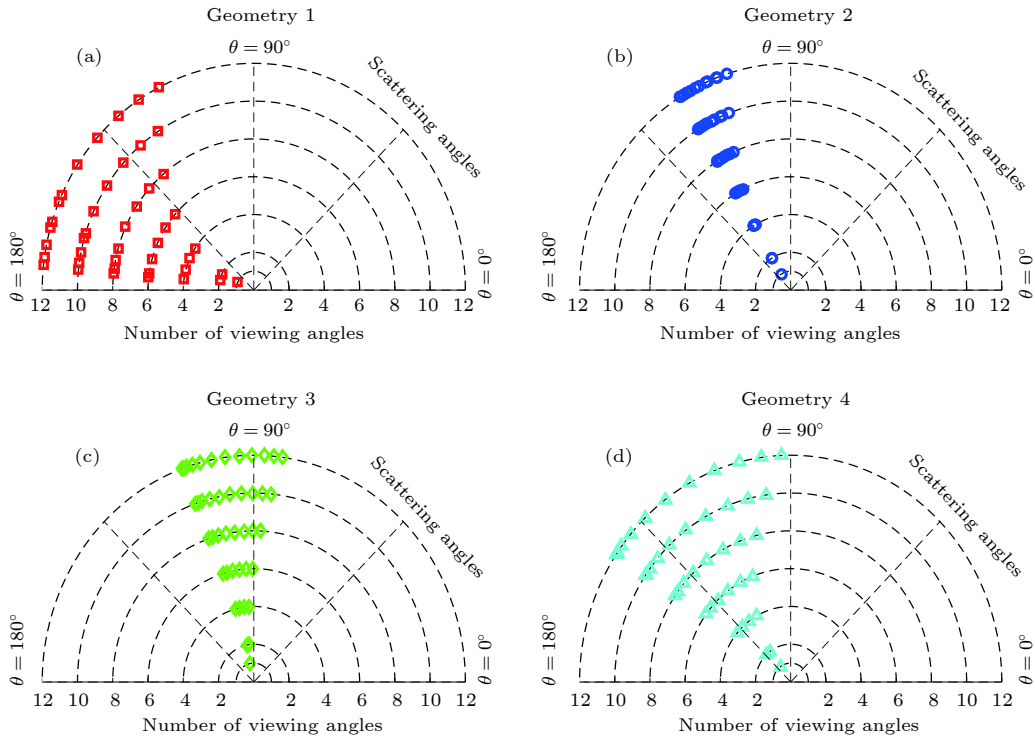 Geometry 1
(a)
θ = 90°
Scattering angles
θ = 180°
θ = 0°
12 10 8 6 4 2 2 4 6 8 10 12
Number of viewing angles
Geometry 2
(b)
θ = 90°
Scattering angles
θ = 180°
θ = 0°
12 10 8 6 4 2 2 4 6 8 10 12
Number of viewing angles
Geometry 3
(c)
θ = 90°
Scattering angles
θ = 180°
θ = 0°
12 10 8 6 4 2 2 4 6 8 10 12
Number of viewing angles
Geometry 4
(d)
θ = 90°
Scattering angles
θ = 180°
θ = 0°
12 10 8 6 4 2 2 4 6 8 10 12
Number of viewing angles